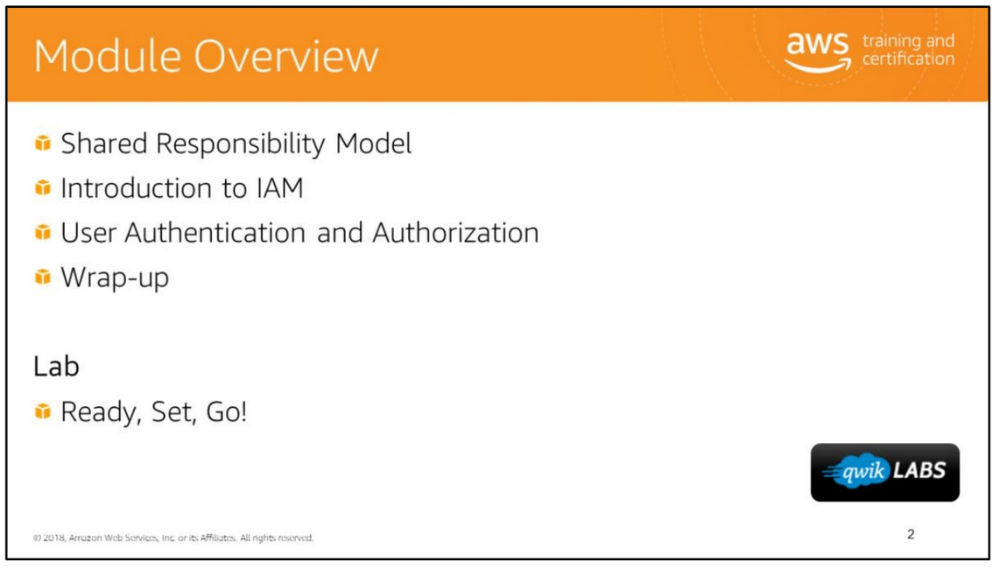 Module Overview
aws training and
certification
Shared Responsibility Model
Introduction to IAM
User Authentication and Authorization
Wrap-up
Lab
Ready, Set, Go!
qwik LABS
© 2018, Amazon Web Services, Inc. or its Affiliates. All rights reserved.
2